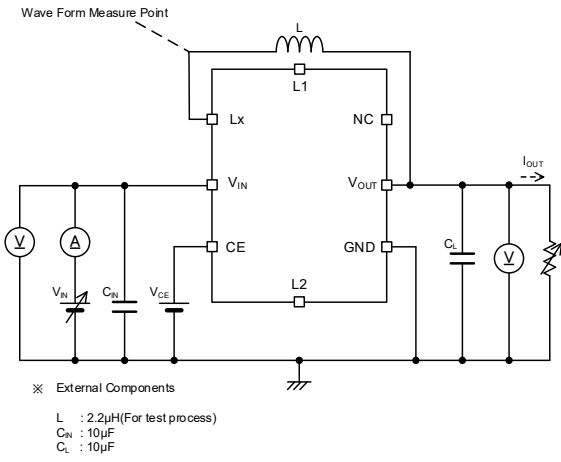 Wave Form Measure Point
L
L1
Lx
NC
VIN
VOUT
IOUT
V
A
CE
GND
CL
V
VIN
CIN
VCE
L2
※ External Components
L : 2.2μH(For test process)
CIN : 10μF
CL : 10μF